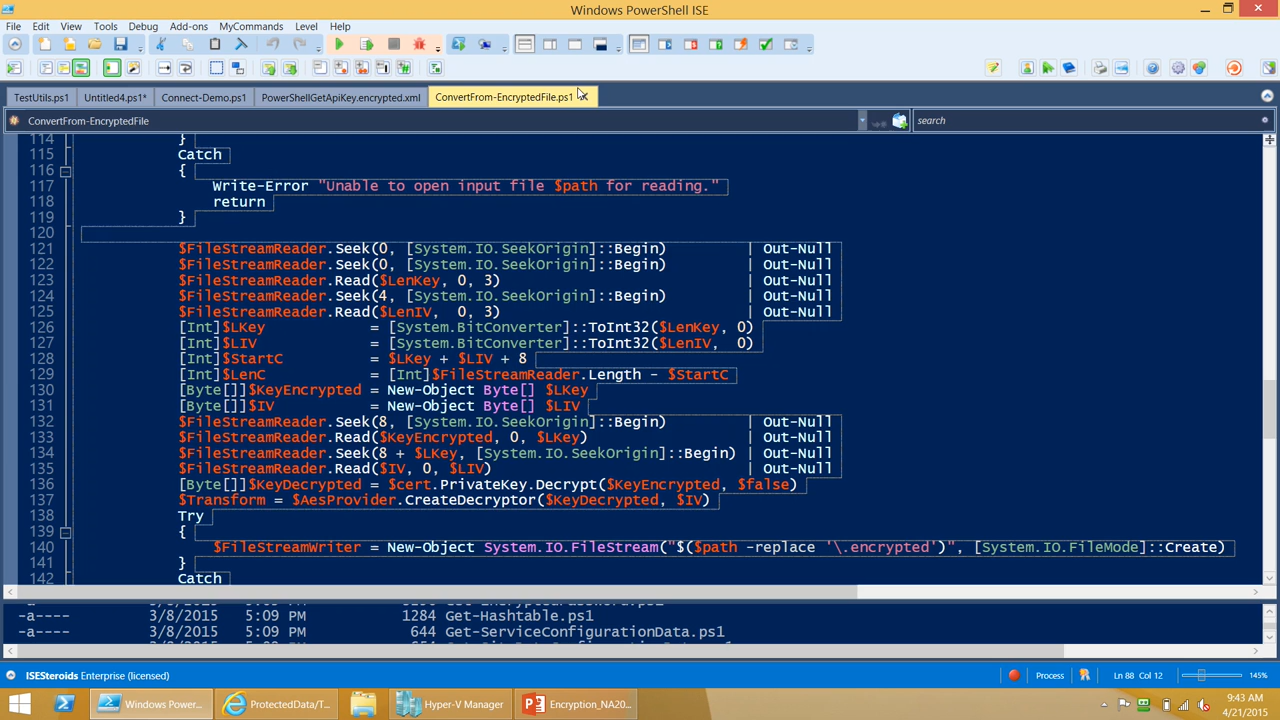 Windows PowerShell ISE
File Edit View Tools Debug Add-ons MyCommands Level Help
TestUtils.ps1 Untitled4.ps1* Connect-Demo.ps1 PowerShellGetApiKey.encrypted.xml ConvertFrom-EncryptedFile.ps1
ConvertFrom-EncryptedFile search
114 }
115 Catch
116 {
117 Write-Error "Unable to open input file $path for reading."
118 return
119 }
120
121 $FileStreamReader.Seek(0, [System.IO.SeekOrigin]::Begin) | Out-Null
122 $FileStreamReader.Seek(0, [System.IO.SeekOrigin]::Begin) | Out-Null
123 $FileStreamReader.Read($LenKey, 0, 3) | Out-Null
124 $FileStreamReader.Seek(4, [System.IO.SeekOrigin]::Begin) | Out-Null
125 $FileStreamReader.Read($LenIV, 0, 3) | Out-Null
126 [Int]$LKey = [System.BitConverter]::ToInt32($LenKey, 0)
127 [Int]$LIV = [System.BitConverter]::ToInt32($LenIV, 0)
128 [Int]$StartC = $LKey + $LIV + 8
129 [Int]$LenC = [Int]$FileStreamReader.Length - $StartC
130 [Byte[]]$KeyEncrypted = New-Object Byte[] $LKey
131 [Byte[]]$IV = New-Object Byte[] $LIV
132 $FileStreamReader.Seek(8, [System.IO.SeekOrigin]::Begin) | Out-Null
133 $FileStreamReader.Read($KeyEncrypted, 0, $LKey) | Out-Null
134 $FileStreamReader.Seek(8 + $LKey, [System.IO.SeekOrigin]::Begin) | Out-Null
135 $FileStreamReader.Read($IV, 0, $LIV) | Out-Null
136 [Byte[]]$KeyDecrypted = $cert.PrivateKey.Decrypt($KeyEncrypted, $false)
137 $Transform = $AesProvider.CreateDecryptor($KeyDecrypted, $IV)
138 Try
139 {
140 $FileStreamWriter = New-Object System.IO.FileStream("$($path -replace '\.encrypted')", [System.IO.FileMode]::Create)
141 }
142 Catch
-a---- 3/8/2015 5:09 PM 1284 Get-Hashtable.ps1
-a---- 3/8/2015 5:09 PM 644 Get-ServiceConfigurationData.ps1
ISESteroids Enterprise (licensed) Process Ln 88 Col 12 145%
Windows Power... ProtectedData/T... Hyper-V Manager Encryption_NA20...
9:43 AM
4/21/2015